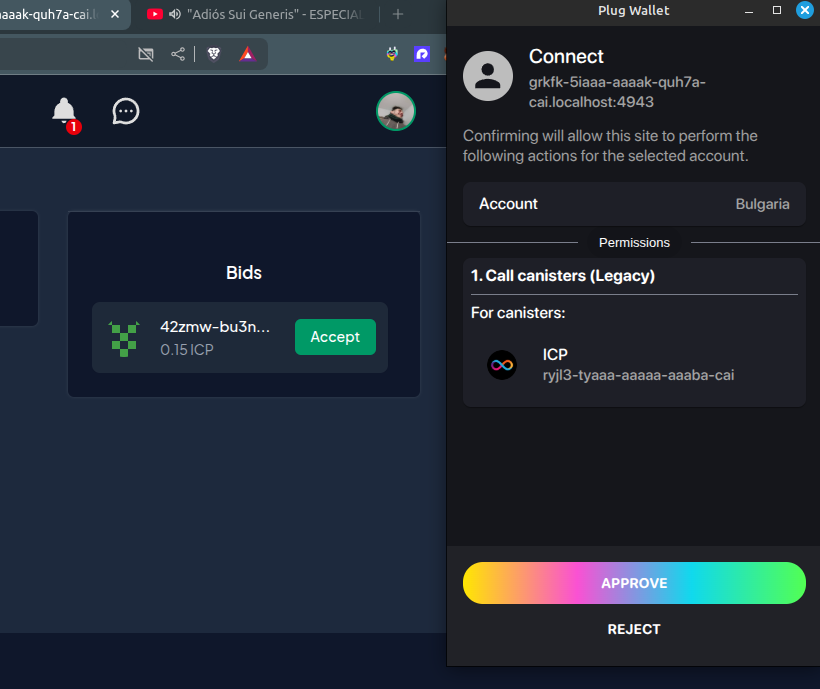 aaaak-quh7a-cai.l
"Adiós Sui Generis" - ESPECIAL
1
Bids
42zmw-bu3n...
0.15 ICP
Accept
Plug Wallet
Connect
grkfk-5iaaa-aaaak-quh7a-
cai.localhost:4943
Confirming will allow this site to perform the
following actions for the selected account.
Account
Bulgaria
Permissions
1. Call canisters (Legacy)
For canisters:
ICP
ryjl3-tyaaa-aaaaa-aaaba-cai
APPROVE
REJECT